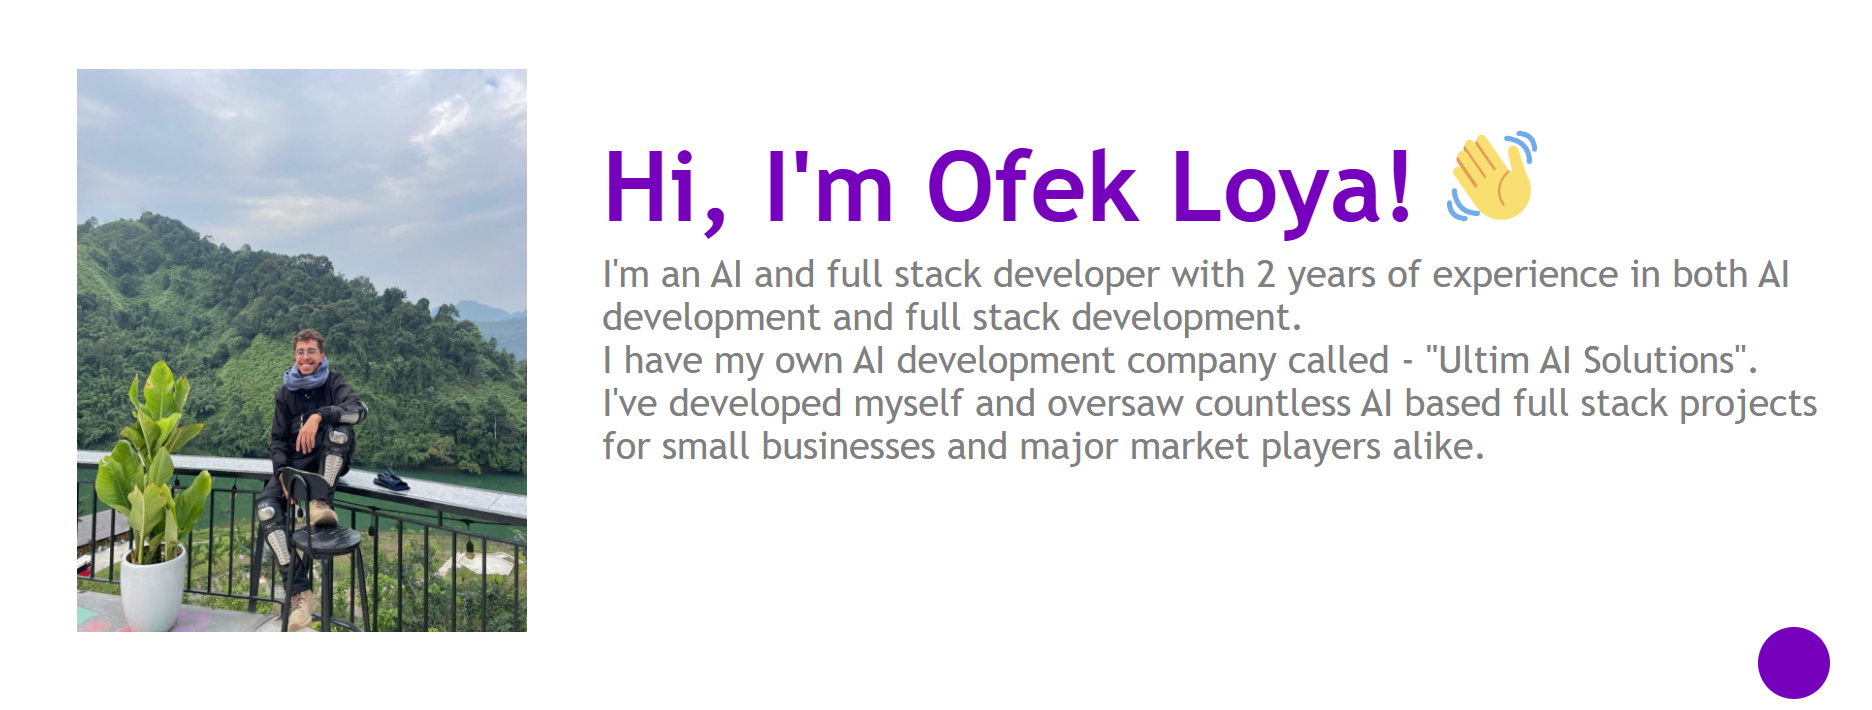 Hi, I'm Ofek Loya! 👋
I'm an AI and full stack developer with 2 years of experience in both AI
development and full stack development.
I have my own AI development company called - "Ultim AI Solutions".
I've developed myself and oversaw countless AI based full stack projects
for small businesses and major market players alike.